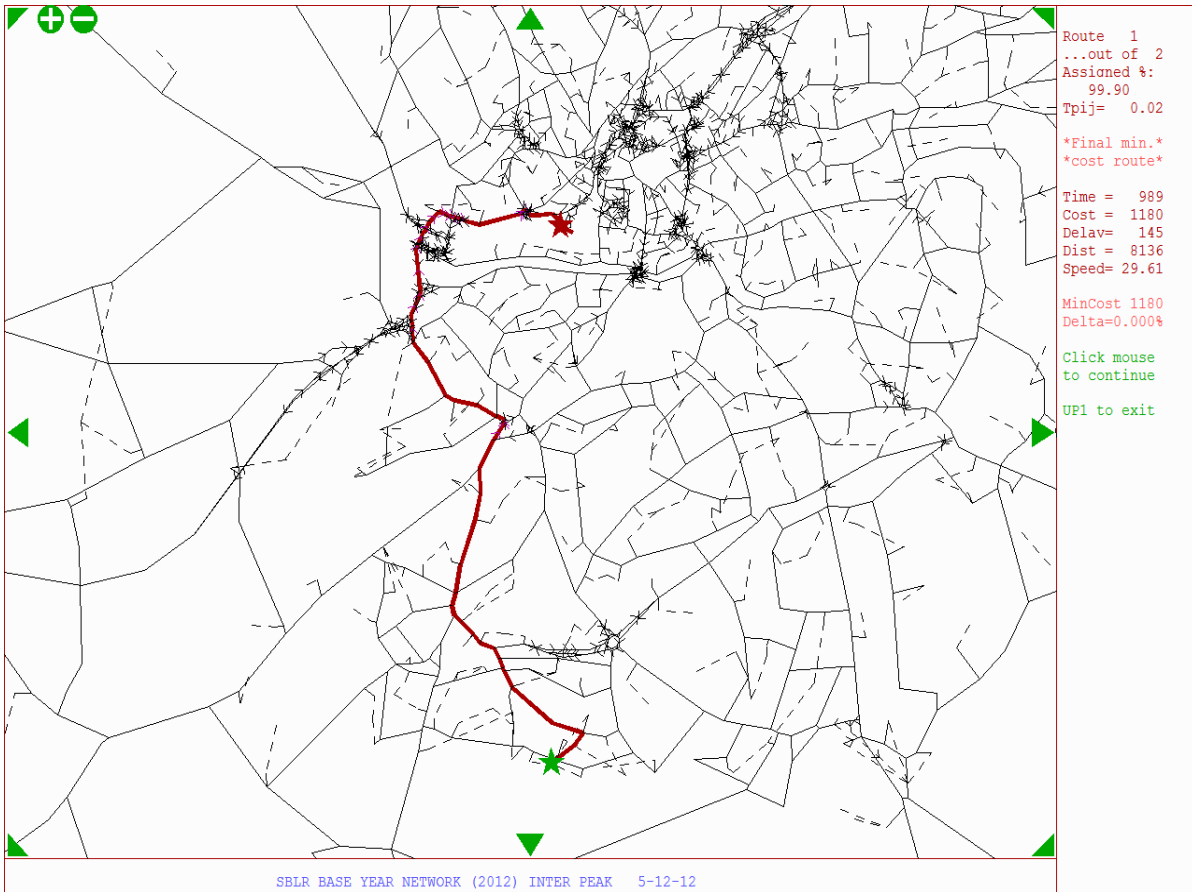 Route 1
...out of 2
Assigned %:
99.90
Tpij= 0.02
*Final min.*
*cost route*
Time = 989
Cost = 1180
Delay= 145
Dist = 8136
Speed= 29.61
MinCost 1180
Delta=0.000%
Click mouse
to continue
UP1 to exit
SBLR BASE YEAR NETWORK (2012) INTER PEAK 5-12-12